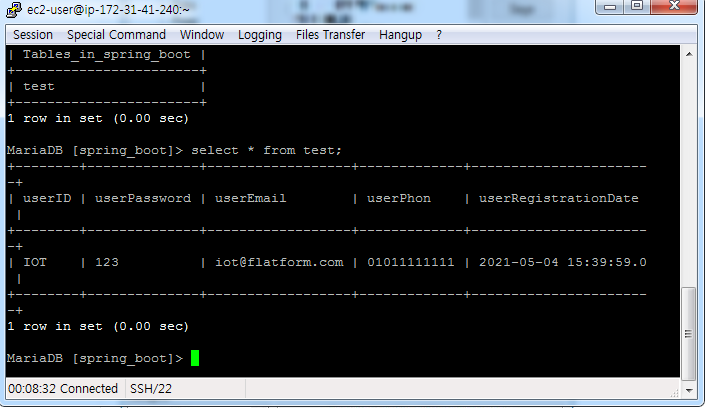 ec2-user@ip-172-31-41-240:~
Session Special Command Window Logging Files Transfer Hangup ?
| Tables_in_spring_boot |
+-----------------------+
| test                  |
+-----------------------+
1 row in set (0.00 sec)
MariaDB [spring_boot]> select * from test;
+--------+--------------+------------------+-------------+----------------------
-+
| userID | userPassword | userEmail        | userPhon    | userRegistrationDate
 |
+--------+--------------+------------------+-------------+----------------------
-+
| IOT    | 123          | iot@flatform.com | 01011111111 | 2021-05-04 15:39:59.0
 |
+--------+--------------+------------------+-------------+----------------------
-+
1 row in set (0.00 sec)
MariaDB [spring_boot]>
00:08:32 Connected SSH/22